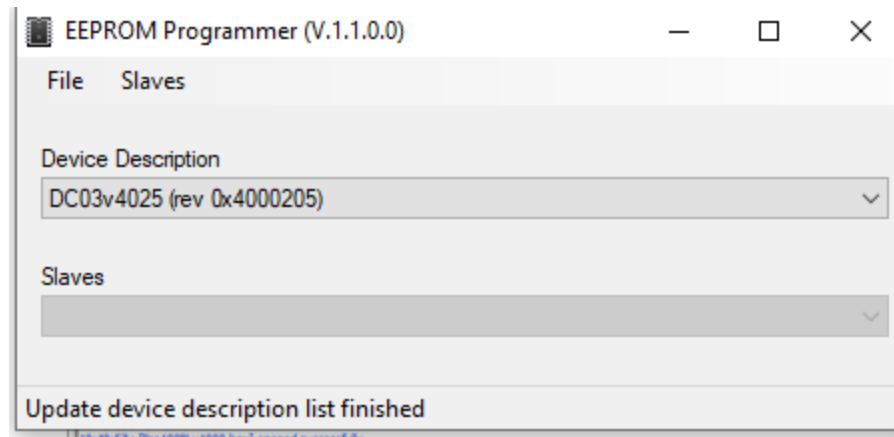 EEPROM Programmer (V.1.1.0.0)
File Slaves
Device Description
DC03v4025 (rev 0x4000205)
Slaves
Update device description list finished